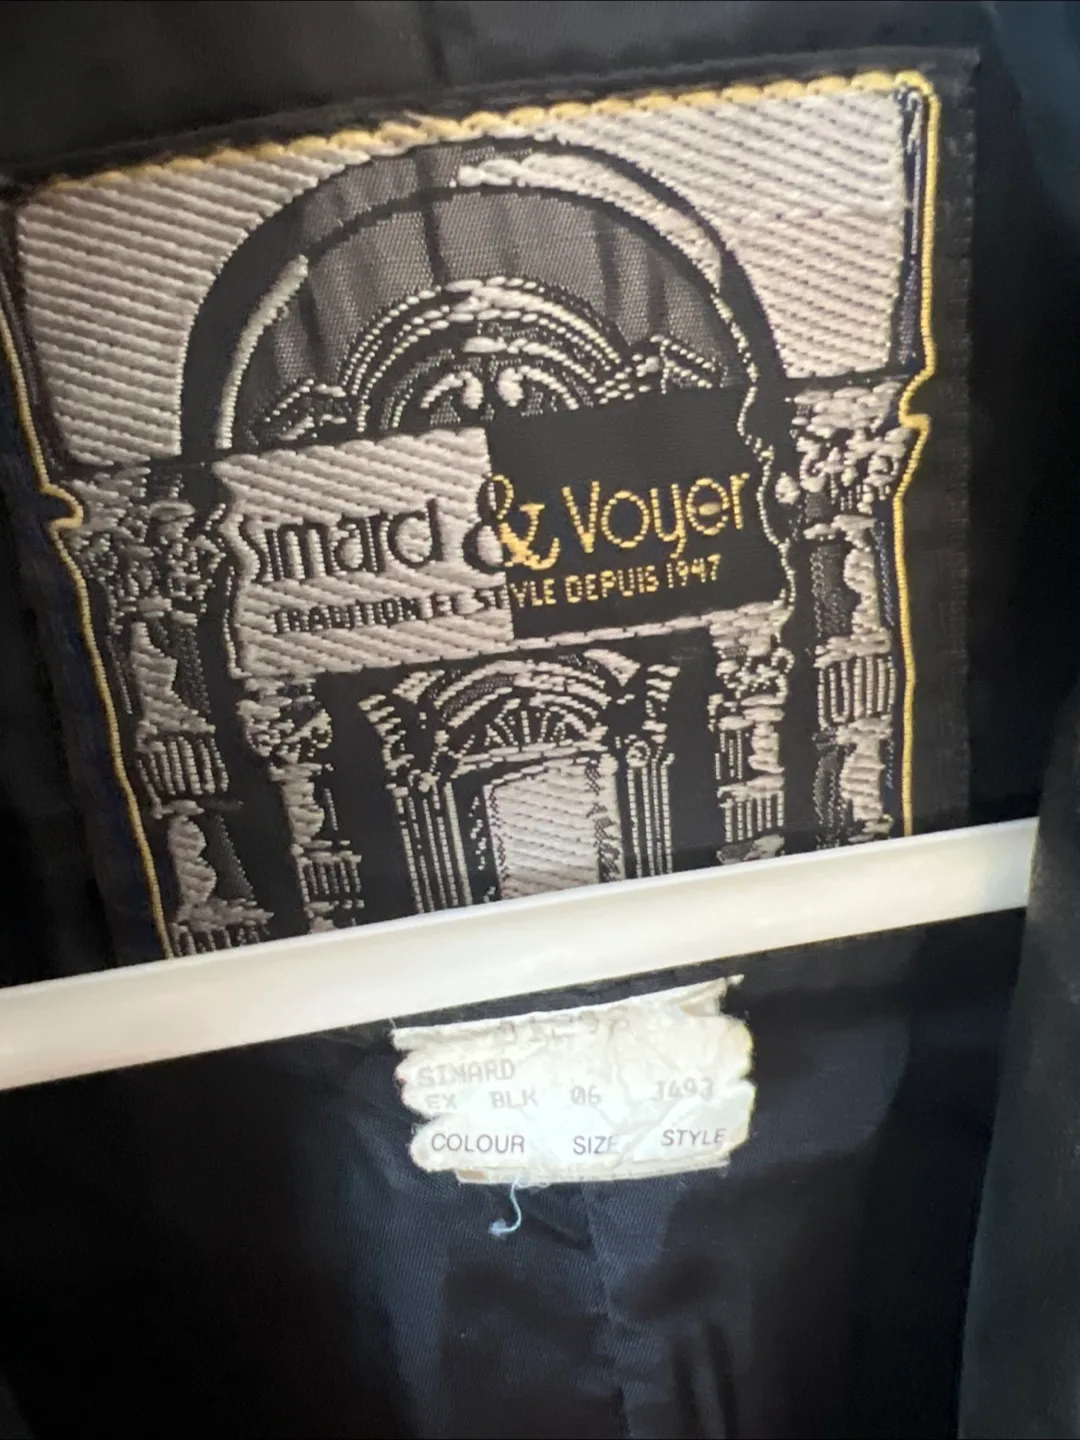 Simard & Voyer
TRADITION ET STYLE DEPUIS 1947
SIMARD
EX BLK 06 J493
COLOUR SIZE STYLE